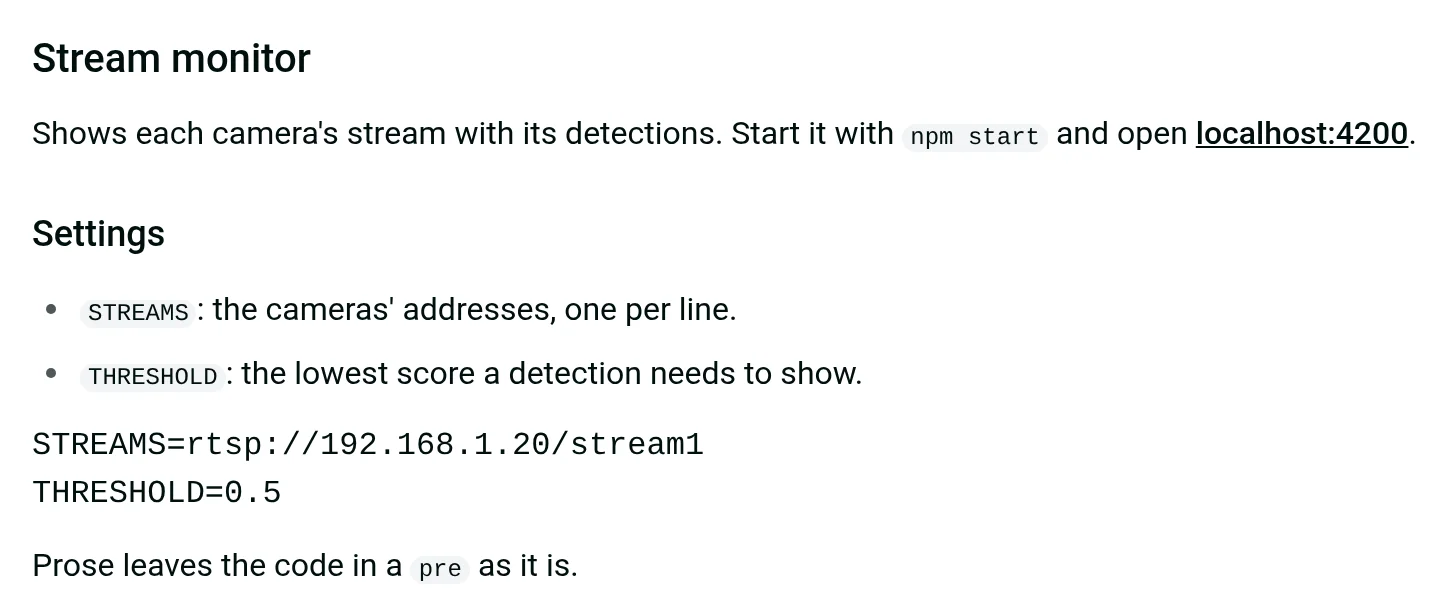 Stream monitor
Shows each camera's stream with its detections. Start it with npm start and open localhost:4200.
Settings
STREAMS: the cameras' addresses, one per line.
THRESHOLD: the lowest score a detection needs to show.
STREAMS=rtsp://192.168.1.20/stream1
THRESHOLD=0.5
Prose leaves the code in a pre as it is.